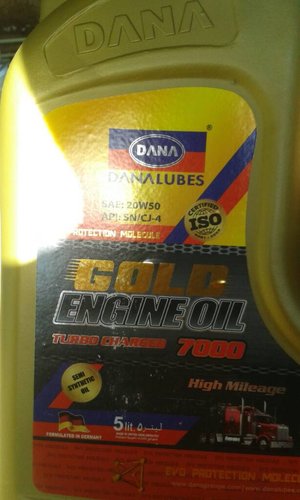 DANA
DANA
®
DANALUBES
SAE: 20W50
API: SN/CJ-4
CERTIFIED
ISO
PROTECTION MOLECULE
GOLD
ENGINE OIL
TURBO CHARGED 7000
SEMI
SYNTHETIC
OIL
High Mileage
FORMULATED IN GERMANY
5 lit. ليتره
EVO PROTECTION MOLEC